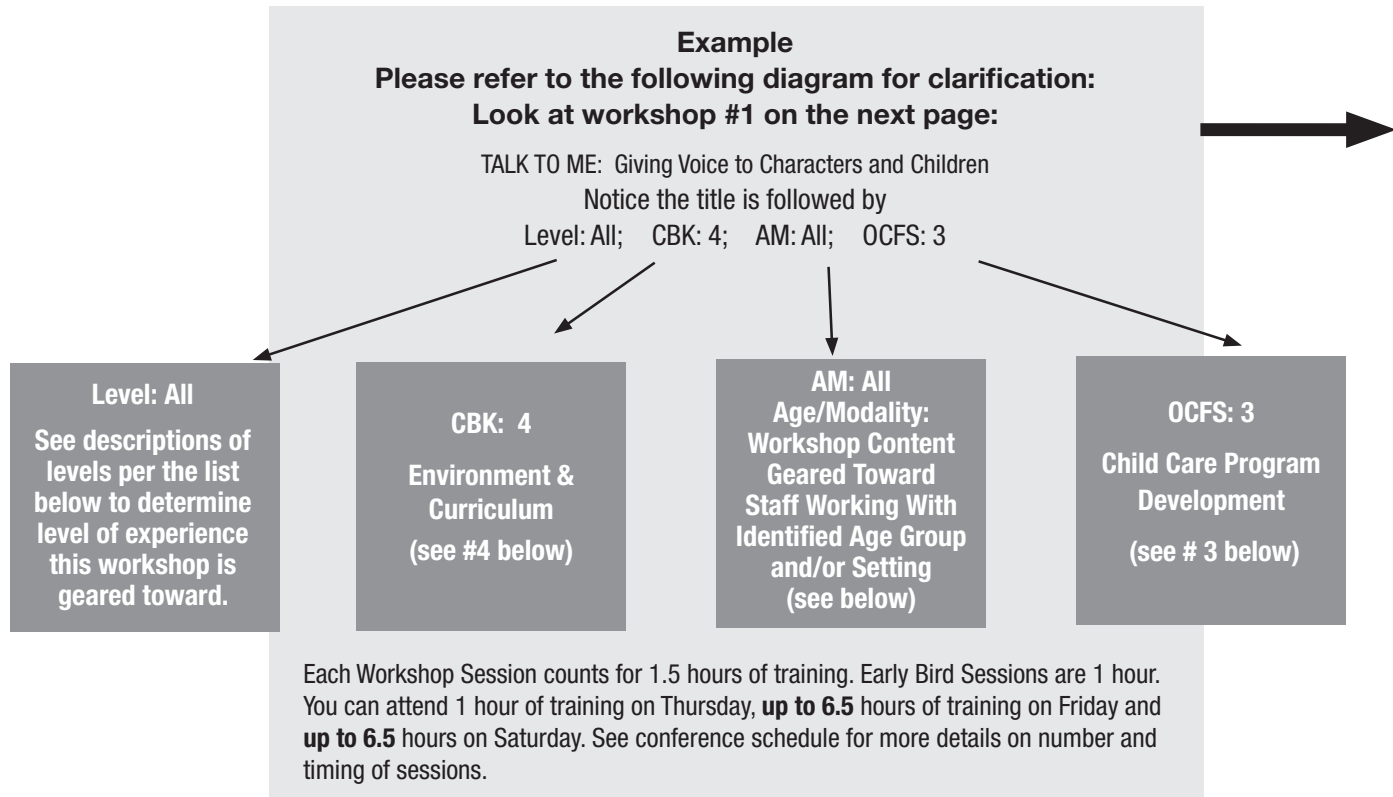 Example
Please refer to the following diagram for clarification:
Look at workshop #1 on the next page:
TALK TO ME: Giving Voice to Characters and Children
Notice the title is followed by
Level: All; CBK: 4; AM: All; OCFS: 3
Level: All
See descriptions of
levels per the list
below to determine
level of experience
this workshop is
geared toward.
CBK: 4
Environment &
Curriculum
(see #4 below)
AM: All
Age/Modality:
Workshop Content
Geared Toward
Staff Working With
Identified Age Group
and/or Setting
(see below)
OCFS: 3
Child Care Program
Development
(see # 3 below)
Each Workshop Session counts for 1.5 hours of training. Early Bird Sessions are 1 hour.
You can attend 1 hour of training on Thursday, up to 6.5 hours of training on Friday and
up to 6.5 hours on Saturday. See conference schedule for more details on number and
timing of sessions.